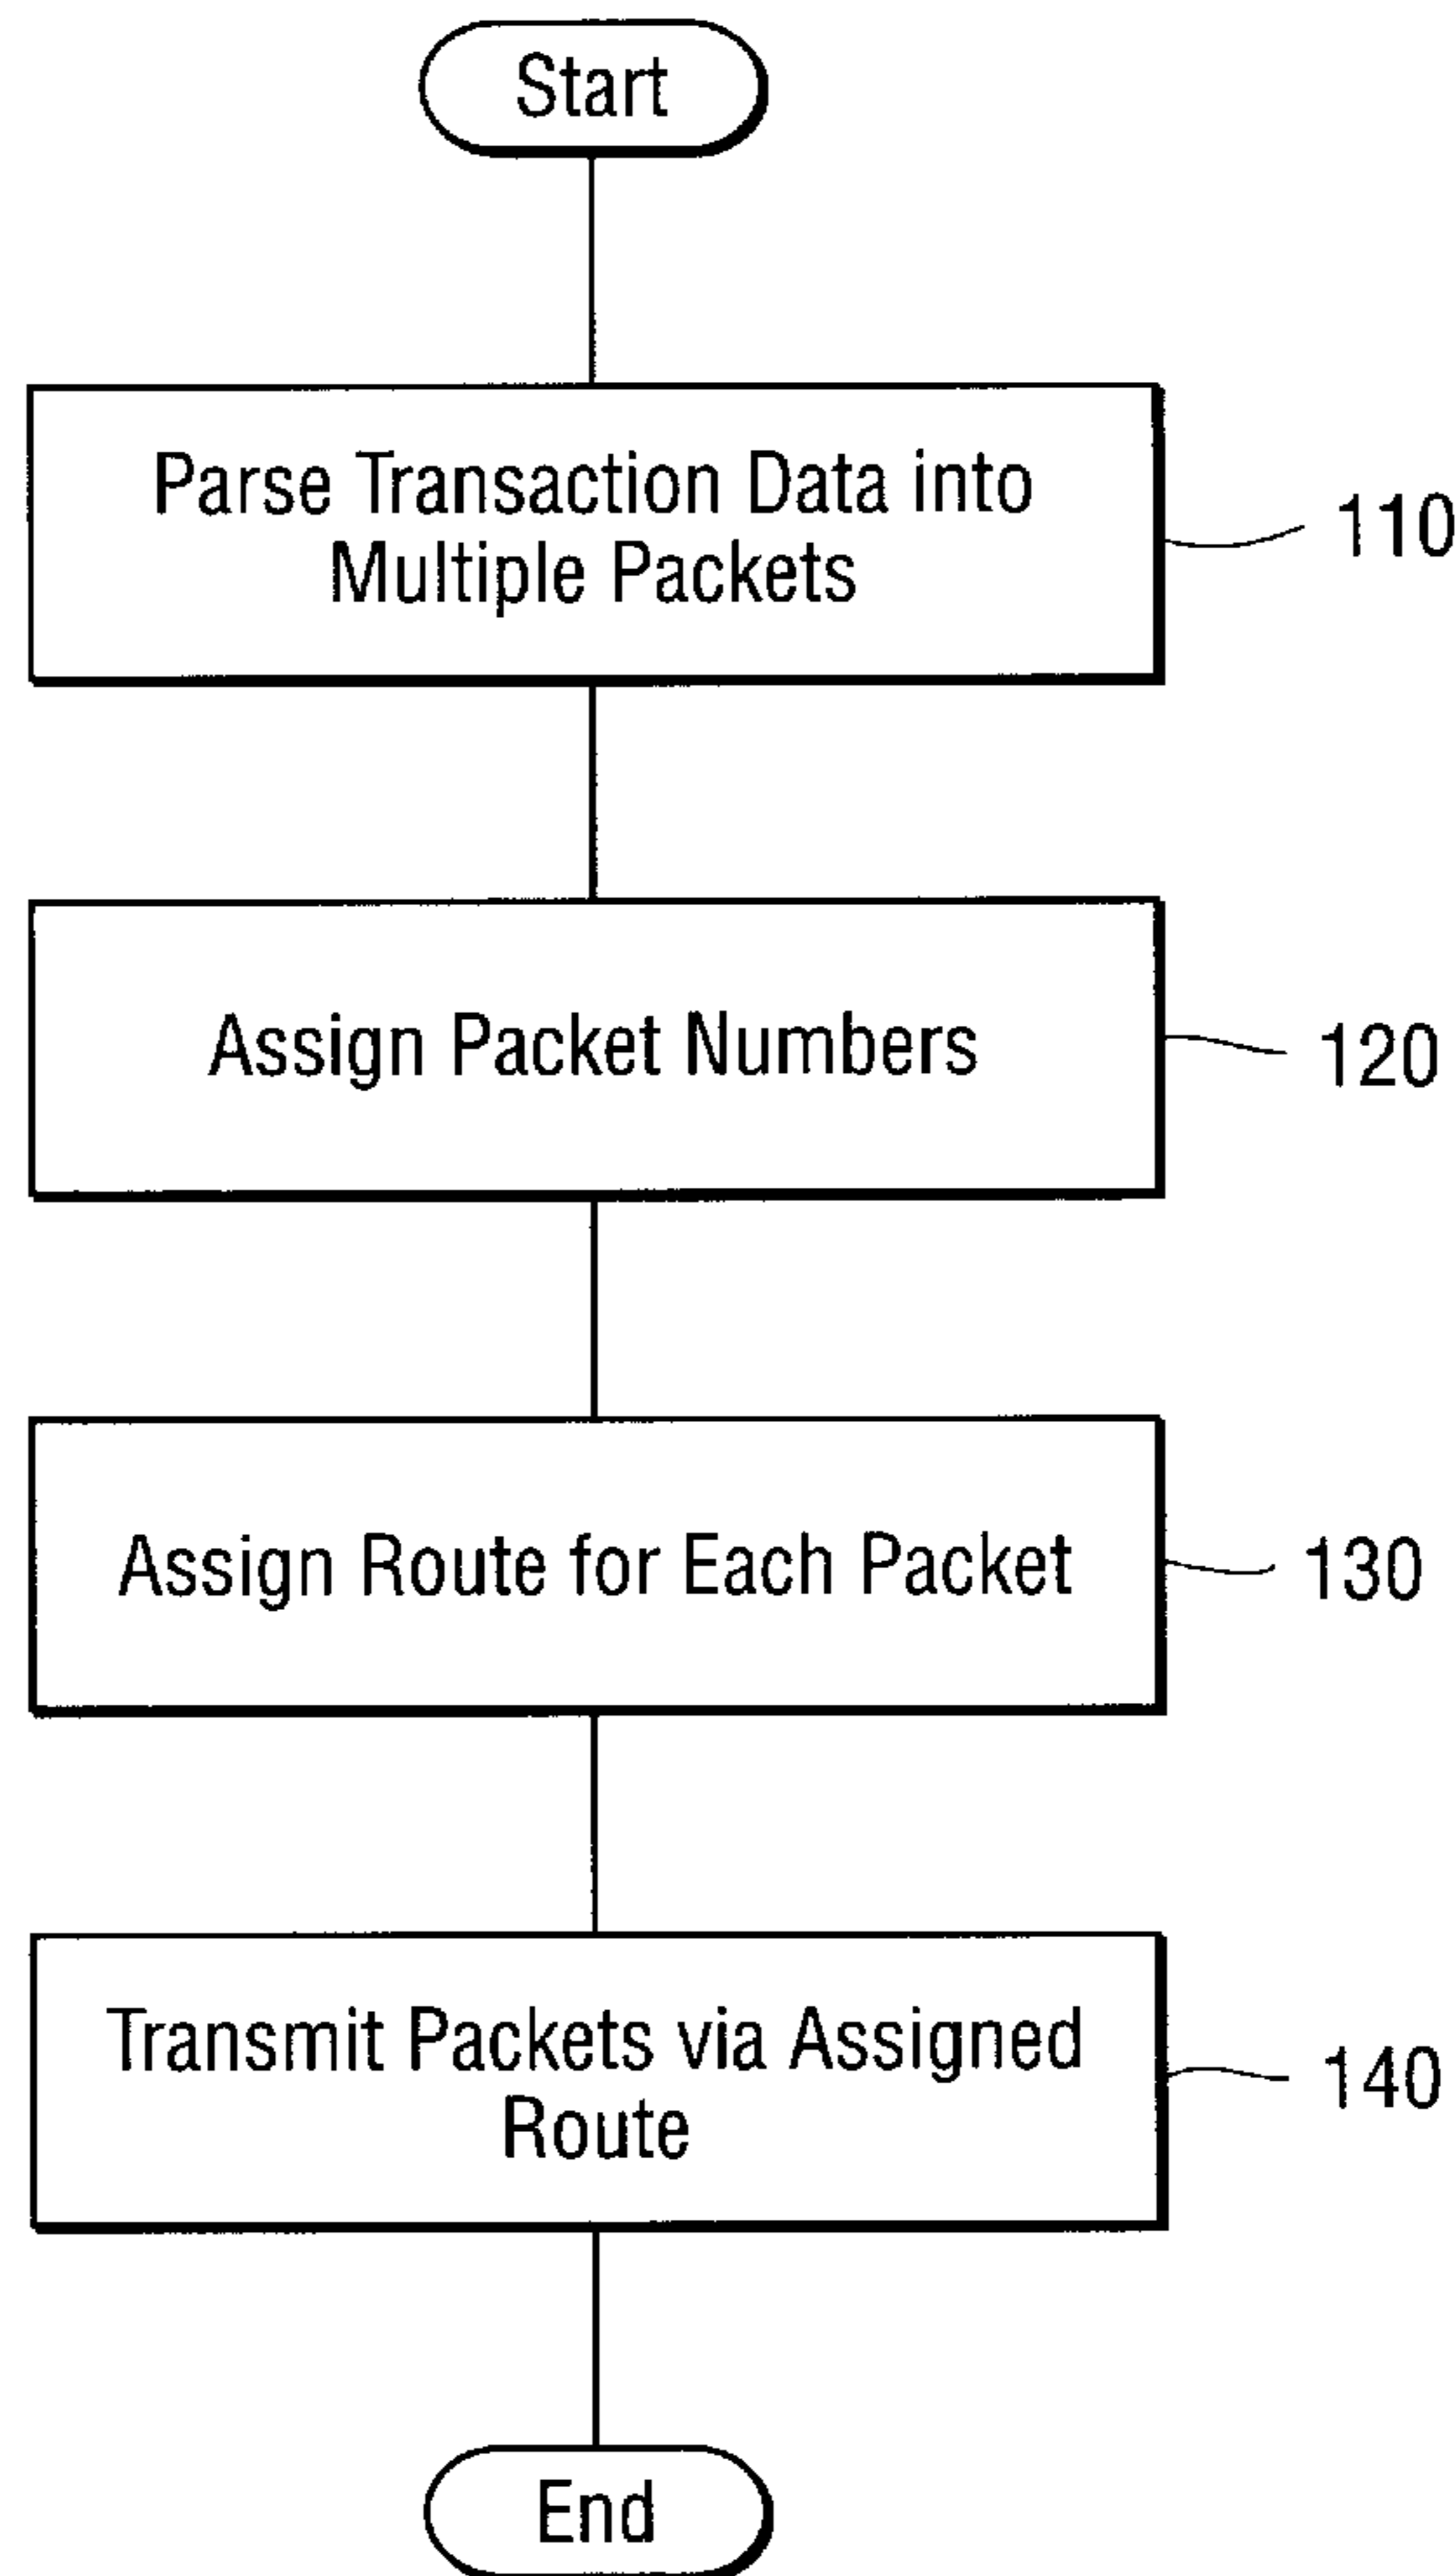 Start
Parse Transaction Data into
Multiple Packets
110
Assign Packet Numbers
120
Assign Route for Each Packet
130
Transmit Packets via Assigned
Route
140
End